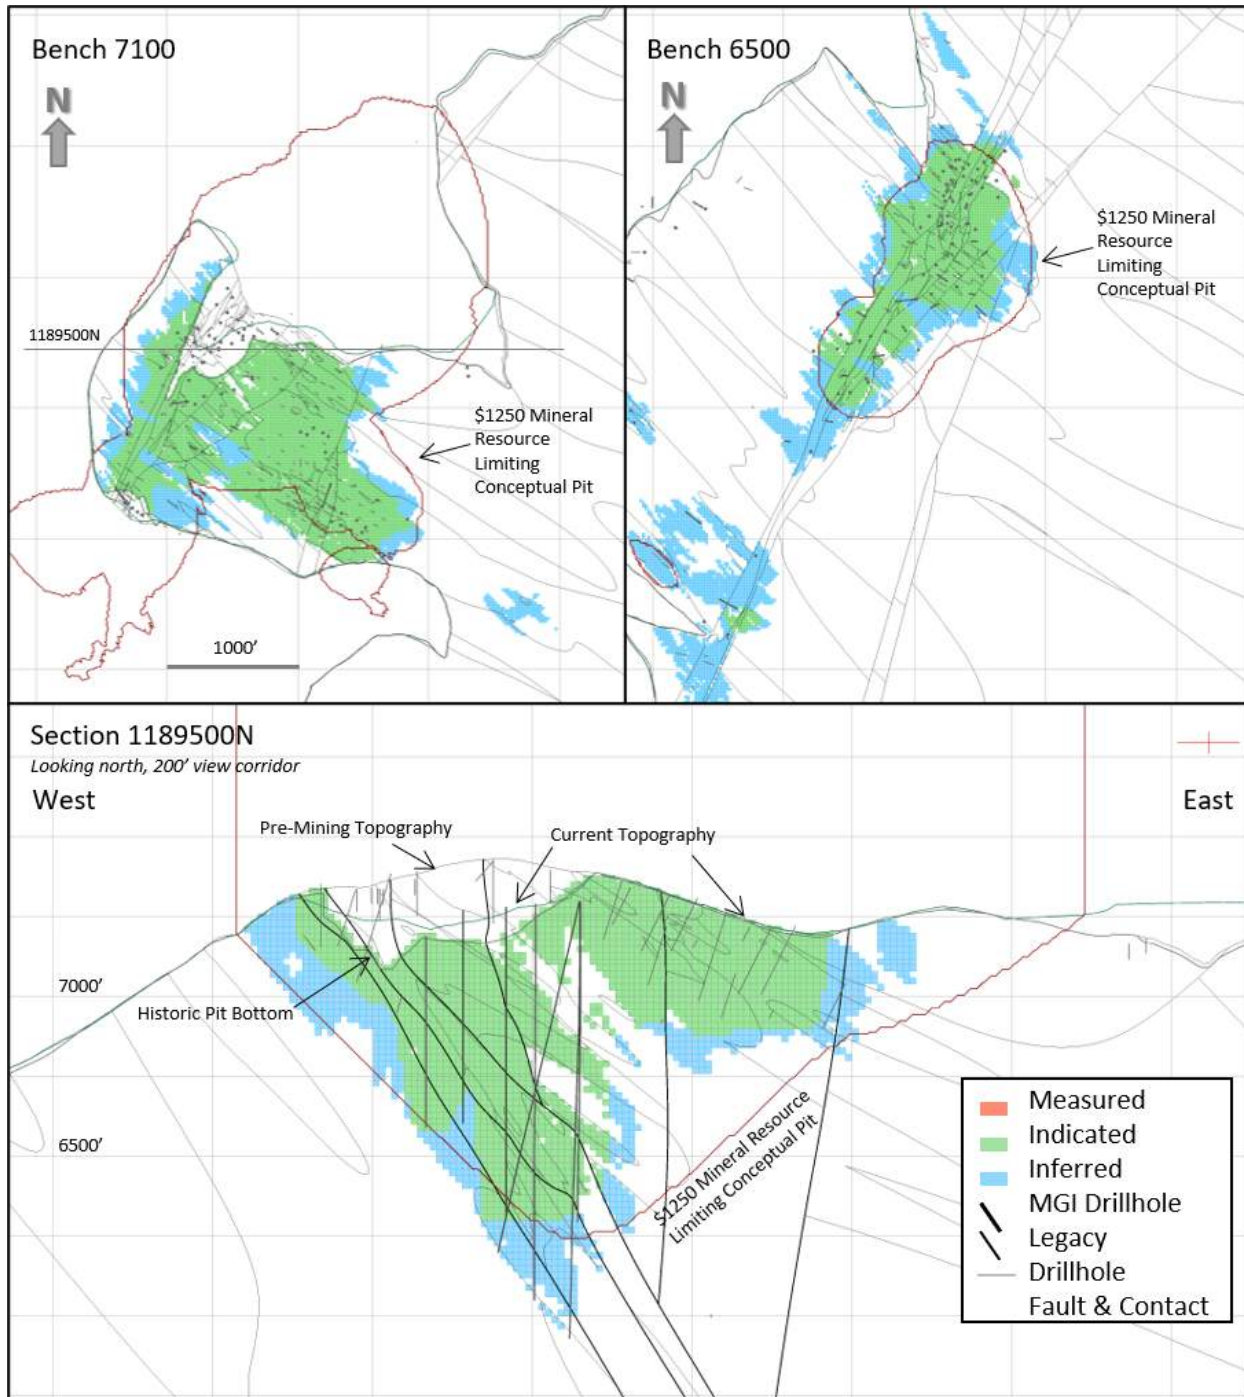 Bench 7100
N
1189500N
$1250 Mineral
Resource
Limiting
Conceptual Pit
1000’
Bench 6500
N
$1250 Mineral
Resource
Limiting
Conceptual Pit
Section 1189500N
Looking north, 200’ view corridor
West
East
Pre-Mining Topography
Current Topography
7000’
Historic Pit Bottom
6500’
$1250 Mineral Resource
Limiting Conceptual Pit
Measured
Indicated
Inferred
MGI Drillhole
Legacy
Drillhole
Fault & Contact